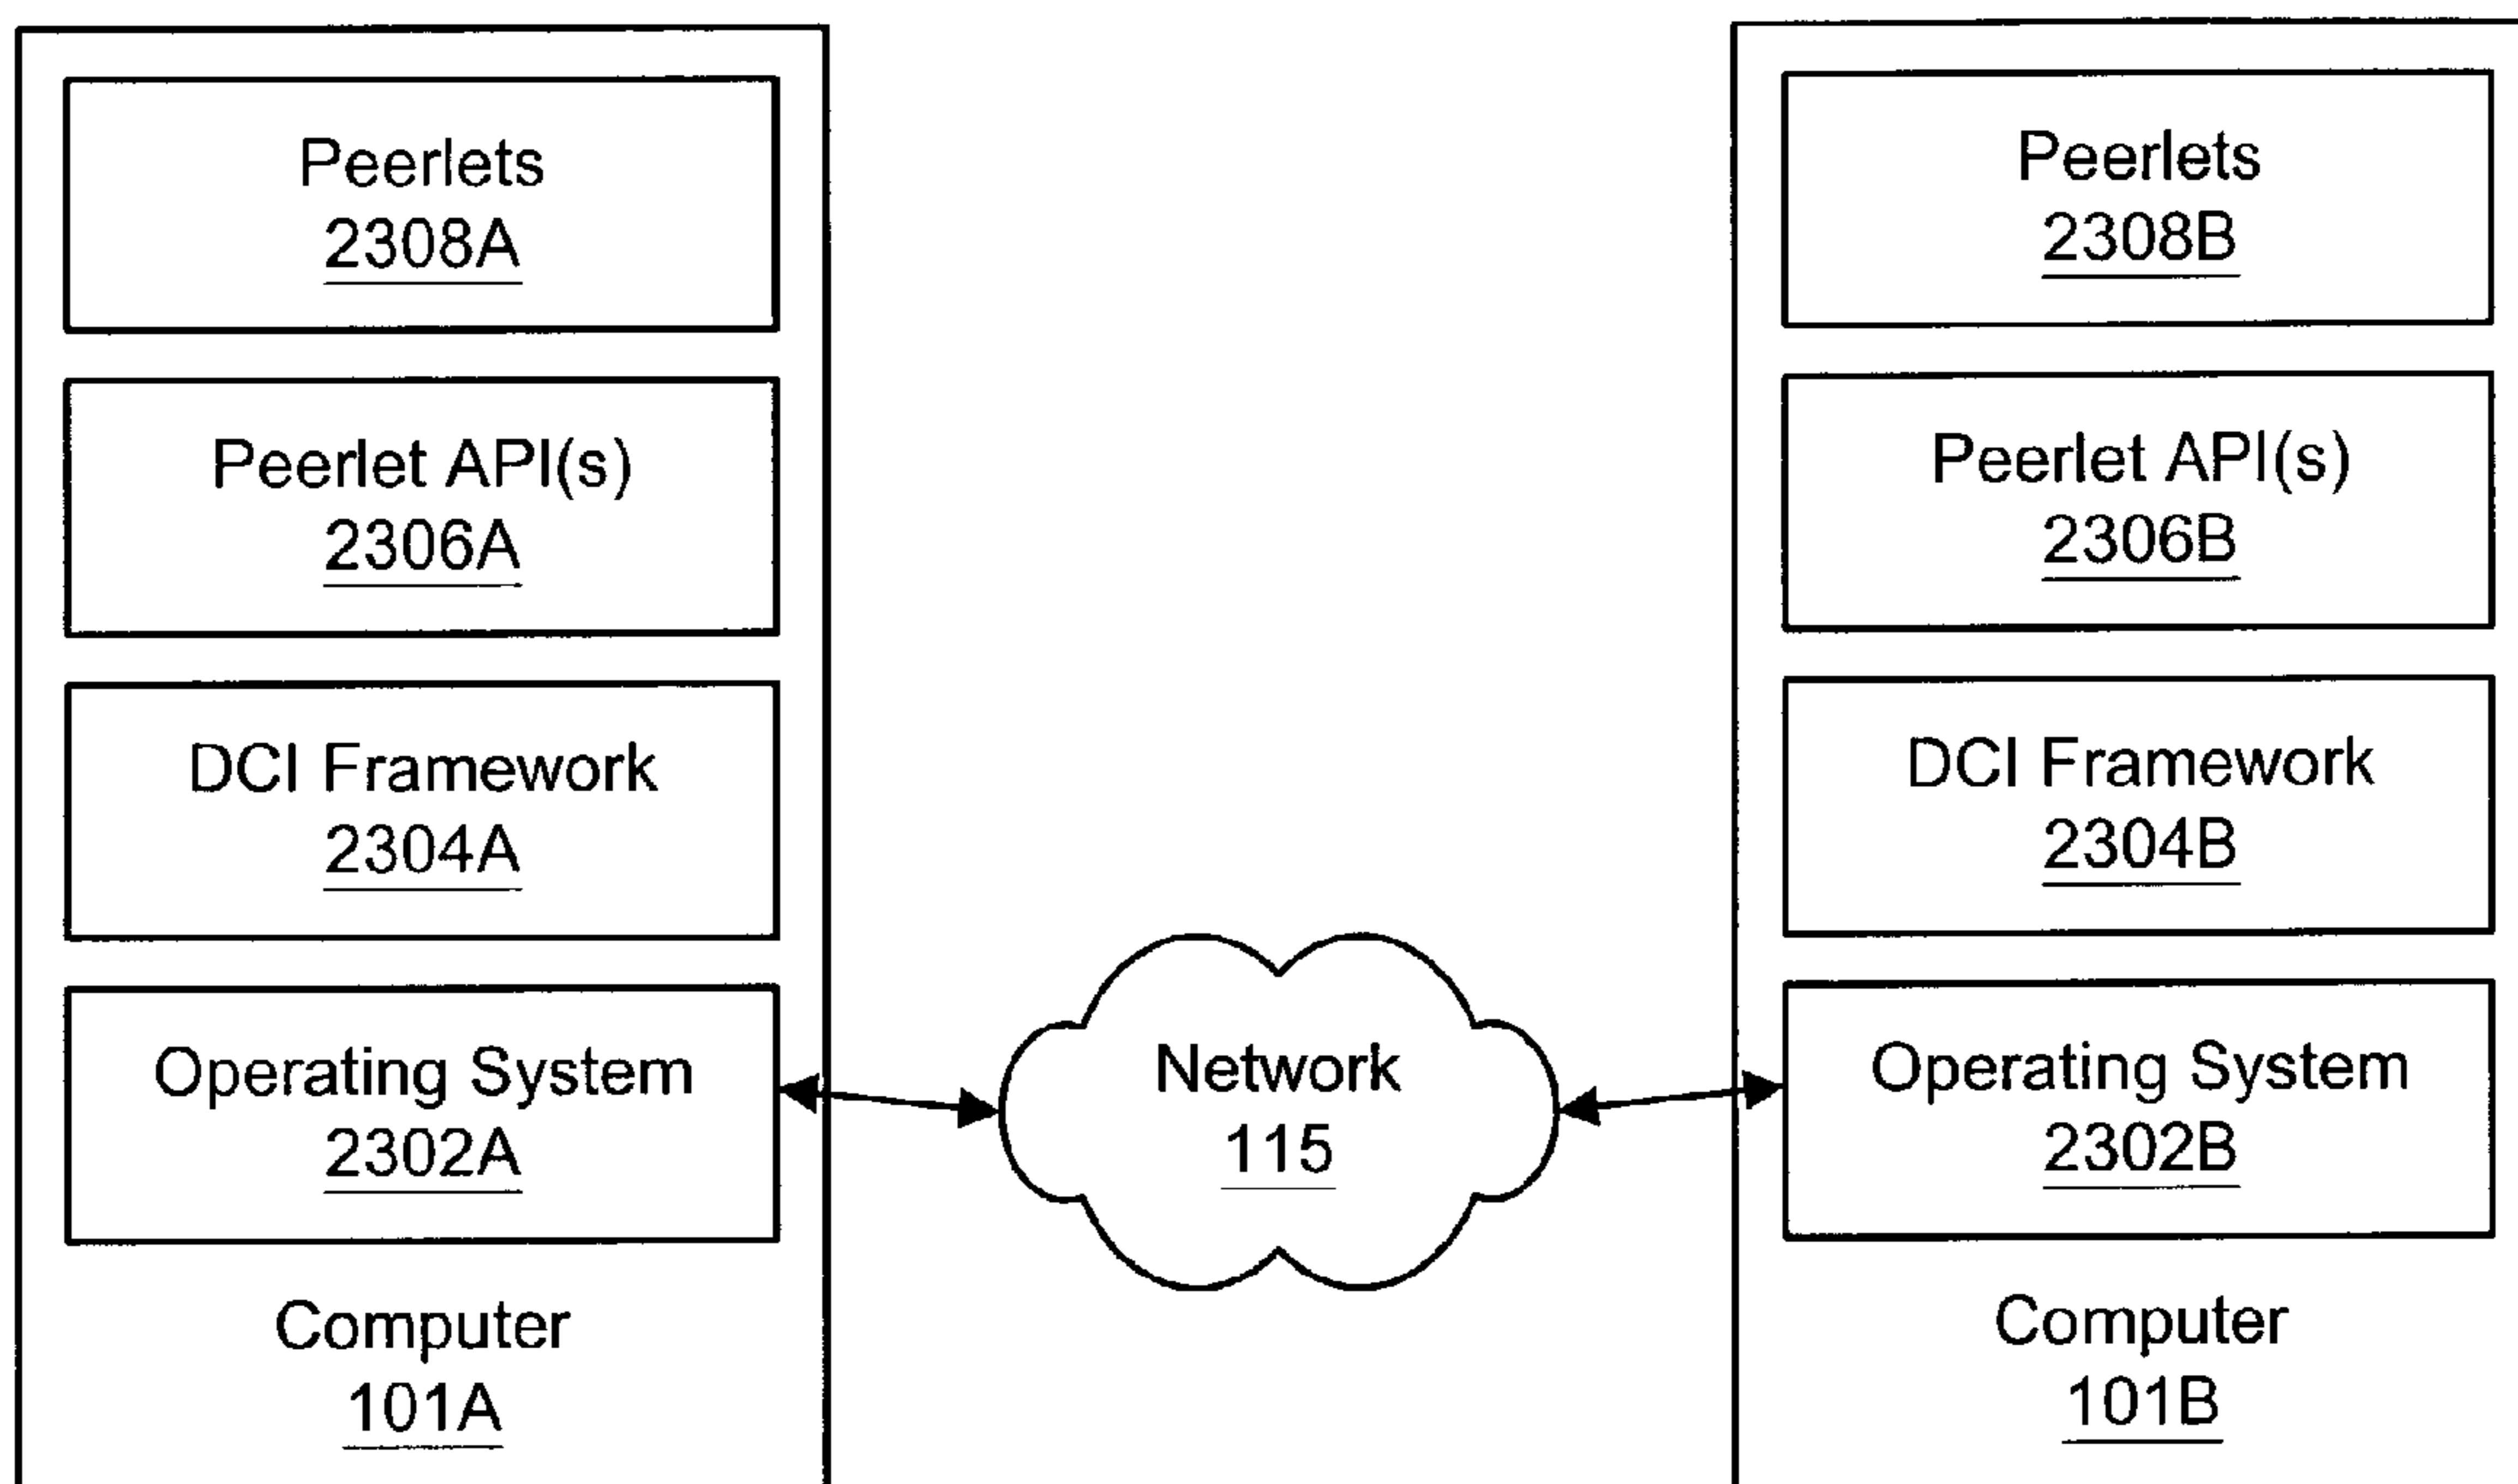 Peerlets
2308A
Peerlet API(s)
2306A
DCI Framework
2304A
Operating System
2302A
Computer
101A
Network
115
Peerlets
2308B
Peerlet API(s)
2306B
DCI Framework
2304B
Operating System
2302B
Computer
101B